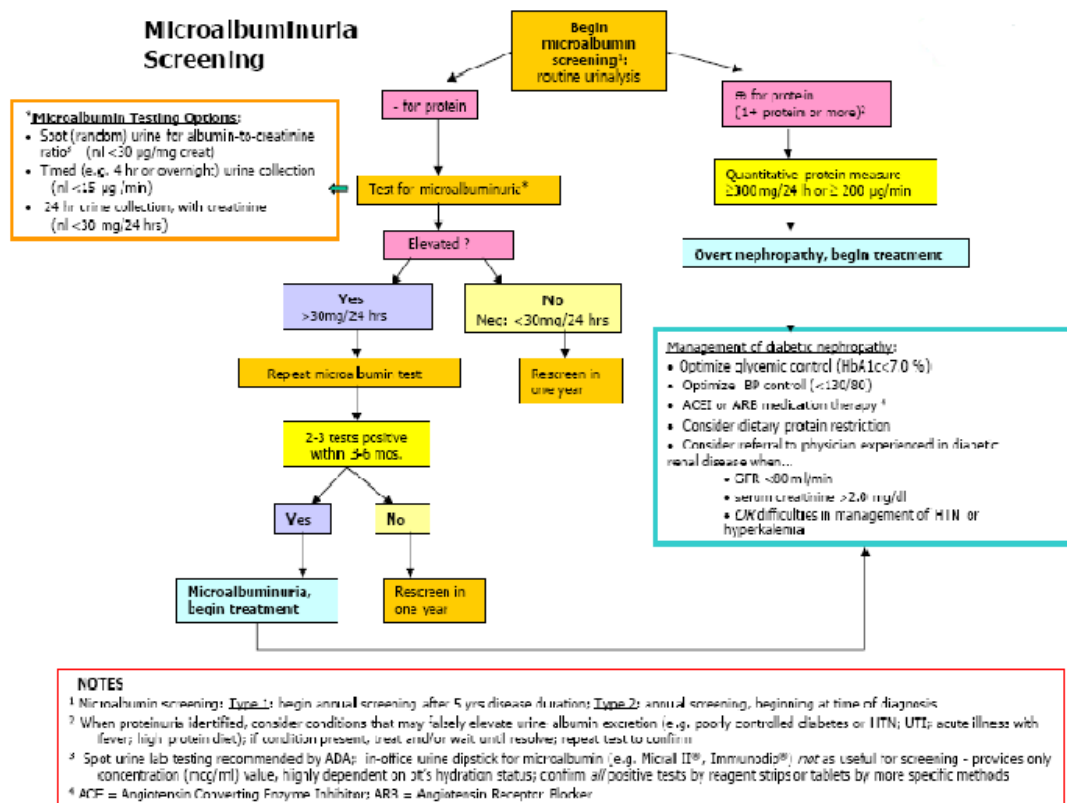 Microalbuminuria
Screening
Begin
microalbumin
screening¹:
routine urinalysis
- for protein
⊕ for protein
(1+ protein or more)²
*Microalbumin Testing Options:
• Spot (random) urine for albumin-to-creatinine
ratio³ (nl <30 µg/mg creat)
• Timed (e.g. 4 hr or overnight) urine collection
(nl <15 µg /min)
• 24 hr urine collection, with creatinine
(nl <30 mg/24 hrs)
Test for microalbuminuria*
Quantitative protein measure
≥300mg/24 h or ≥ 200 µg/min
Elevated ?
Overt nephropathy, begin treatment
Yes
>30mg/24 hrs
No
Neg: <30mg/24 hrs
Repeat microalbumin test
Rescreen in
one year
Management of diabetic nephropathy:
• Optimize glycemic control (HbA1c<7.0 %)
• Optimize BP control (<130/80)
• ACEI or ARB medication therapy ⁴
• Consider dietary protein restriction
• Consider referral to physician experienced in diabetic
renal disease when...
• GFR <60 ml/min
• serum creatinine >2.0 mg/dl
• OR difficulties in management of HTN or
hyperkalemia
2-3 tests positive
within 3-6 mos.
Yes
No
Microalbuminuria,
begin treatment
Rescreen in
one year
NOTES
¹ Microalbumin screening: Type 1: begin annual screening after 5 yrs disease duration; Type 2: annual screening, beginning at time of diagnosis
² When proteinuria identified, consider conditions that may falsely elevate urine albumin excretion (e.g. poorly controlled diabetes or HTN; UTI; acute illness with
fever; high protein diet); if condition present, treat and/or wait until resolve; repeat test to confirm
³ Spot urine lab testing recommended by ADA; in-office urine dipstick for microalbumin (e.g. Micral II®, Immunodip®) not as useful for screening - provides only
concentration (mcg/ml) value, highly dependent on pt's hydration status; confirm all positive tests by reagent strips or tablets by more specific methods
⁴ ACE = Angiotensin Converting Enzyme Inhibitor; ARB = Angiotensin Receptor Blocker